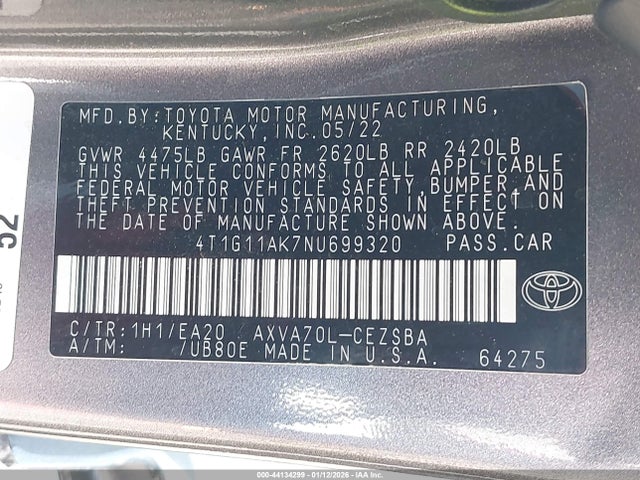 MFD.BY:TOYOTA MOTOR MANUFACTURING,
KENTUCKY,INC.05/22
GVWR 4475LB GAWR FR 2620LB RR 2420LB
THIS VEHICLE CONFORMS TO ALL APPLICABLE
FEDERAL MOTOR VEHICLE SAFETY,BUMPER,AND
THEFT PREVENTION STANDARDS IN EFFECT ON
THE DATE OF MANUFACTURE SHOWN ABOVE.
4T1G11AK7NU699320 PASS.CAR
C/TR:1H1/EA20 AXVA70L-CEZSBA
A/TM: /UB80E MADE IN U.S.A. 64275
52
000-44134299 - 01/12/2026 - IAA Inc.